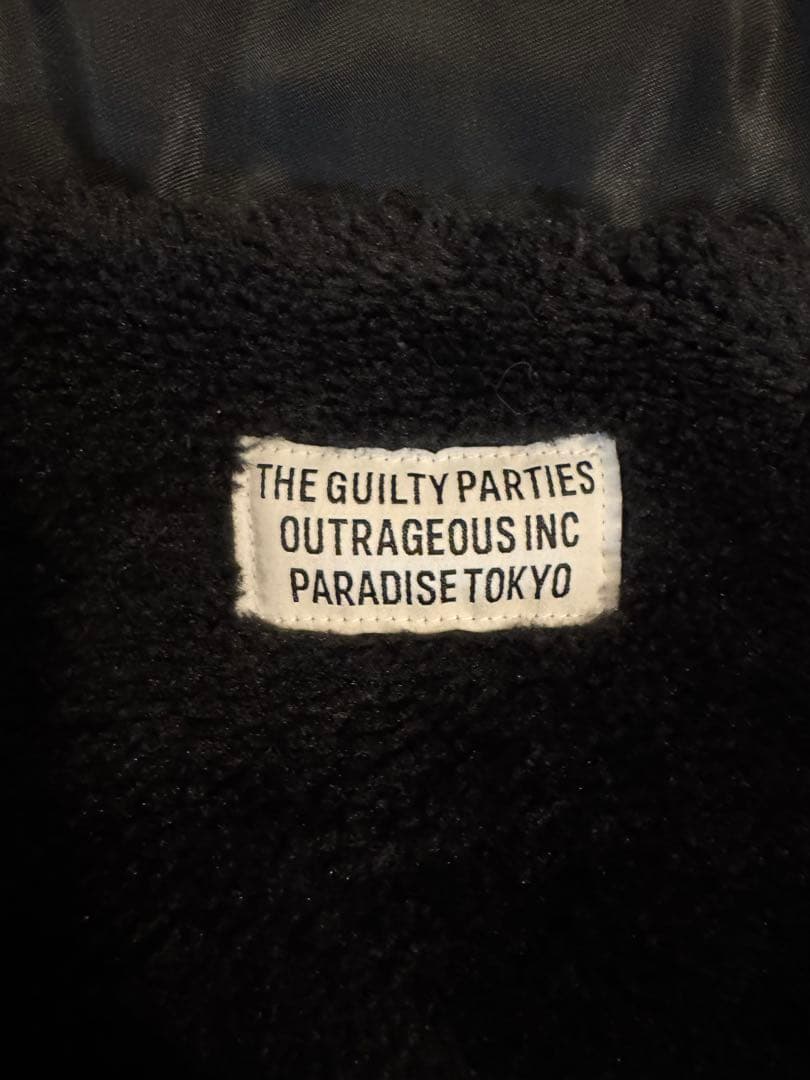 THE GUILTY PARTIES
OUTRAGEOUS INC
PARADISE TOKYO